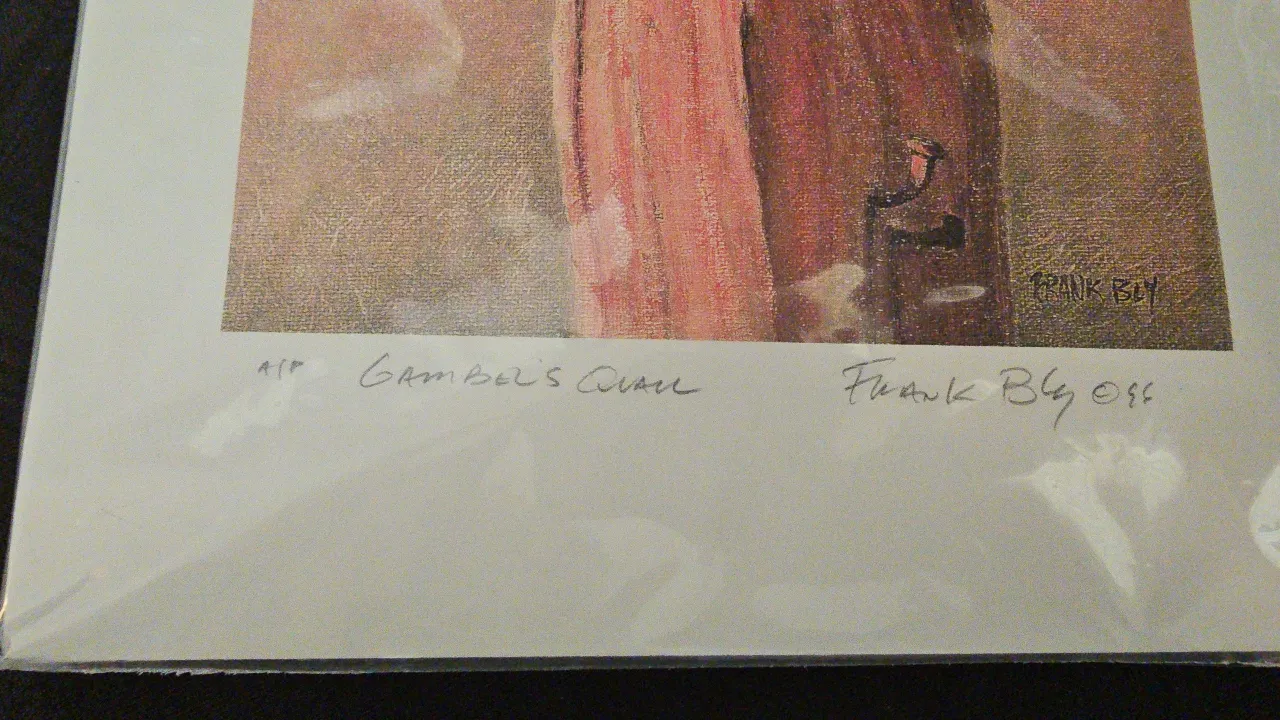 FRANK BLY
A/P GAMBEL'S QUAIL FRANK Bly ©96